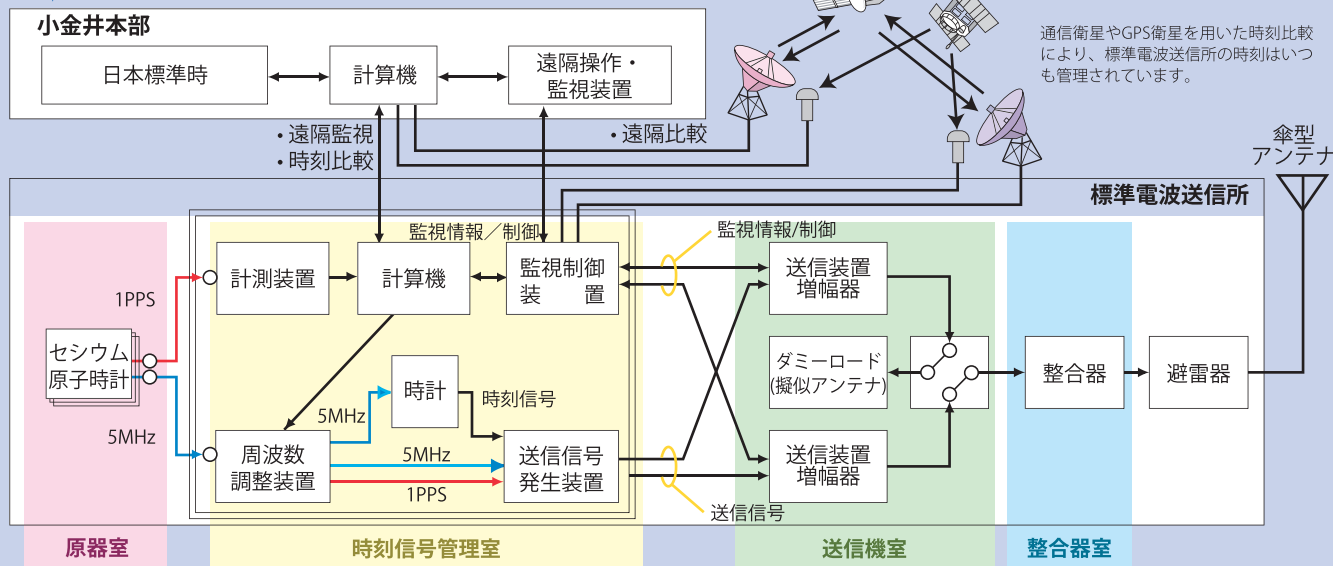 小金井本部
日本標準時
計算機
遠隔操作・
監視装置
通信衛星やGPS衛星を用いた時刻比較
により、標準電波送信所の時刻はいつ
も管理されています。
・遠隔監視
・時刻比較
・遠隔比較
傘型
アンテナ
標準電波送信所
監視情報／制御
監視情報/制御
計測装置
計算機
監視制御
装 置
送信装置
増幅器
1PPS
セシウム
原子時計
5MHz
時計
5MHz
時刻信号
ダミーロード
(擬似アンテナ)
整合器
避雷器
周波数
調整装置
5MHz
1PPS
送信信号
発生装置
送信装置
増幅器
送信信号
原器室
時刻信号管理室
送信機室
整合器室